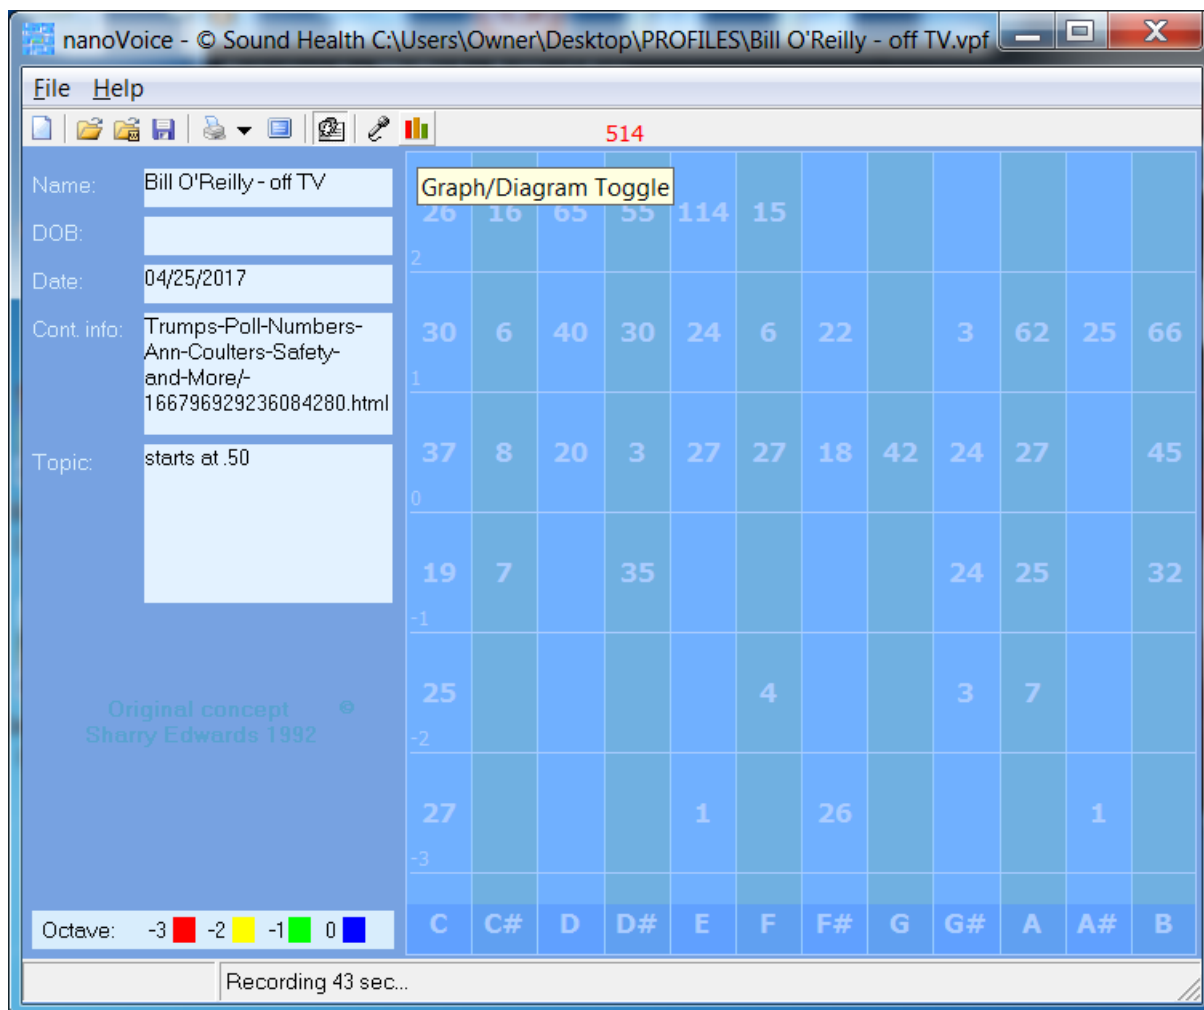 nanoVoice - © Sound Health C:\Users\Owner\Desktop\PROFILES\Bill O'Reilly - off TV.vpf
File Help
514
Graph/Diagram Toggle
Name: Bill O'Reilly - off TV
DOB:
Date: 04/25/2017
Cont. info: Trumps-Poll-Numbers-
Ann-Coulters-Safety-
and-More/-
166796929236084280.html
Topic: starts at .50
Original concept ©
Sharry Edwards 1992
Octave: -3 -2 -1 0
26 16 65 55 114 15
2
30 6 40 30 24 6 22 3 62 25 66
1
37 8 20 3 27 27 18 42 24 27 45
0
19 7 35 24 25 32
-1
25 4 3 7
-2
27 1 26 1
-3
C C# D D# E F F# G G# A A# B
Recording 43 sec...